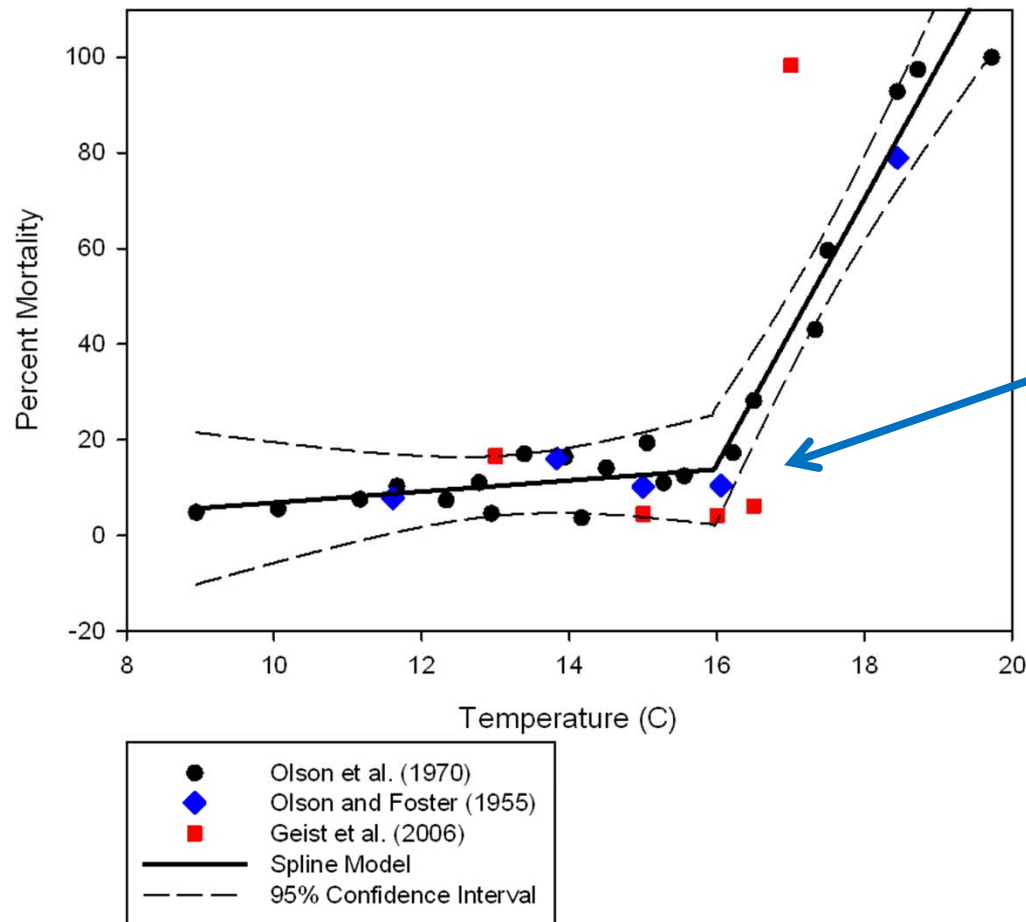 100
80
60
40
20
0
-20
Percent Mortality
8 10 12 14 16 18 20
Temperature (C)
Olson et al. (1970)
Olson and Foster (1955)
Geist et al. (2006)
Spline Model
95% Confidence Interval